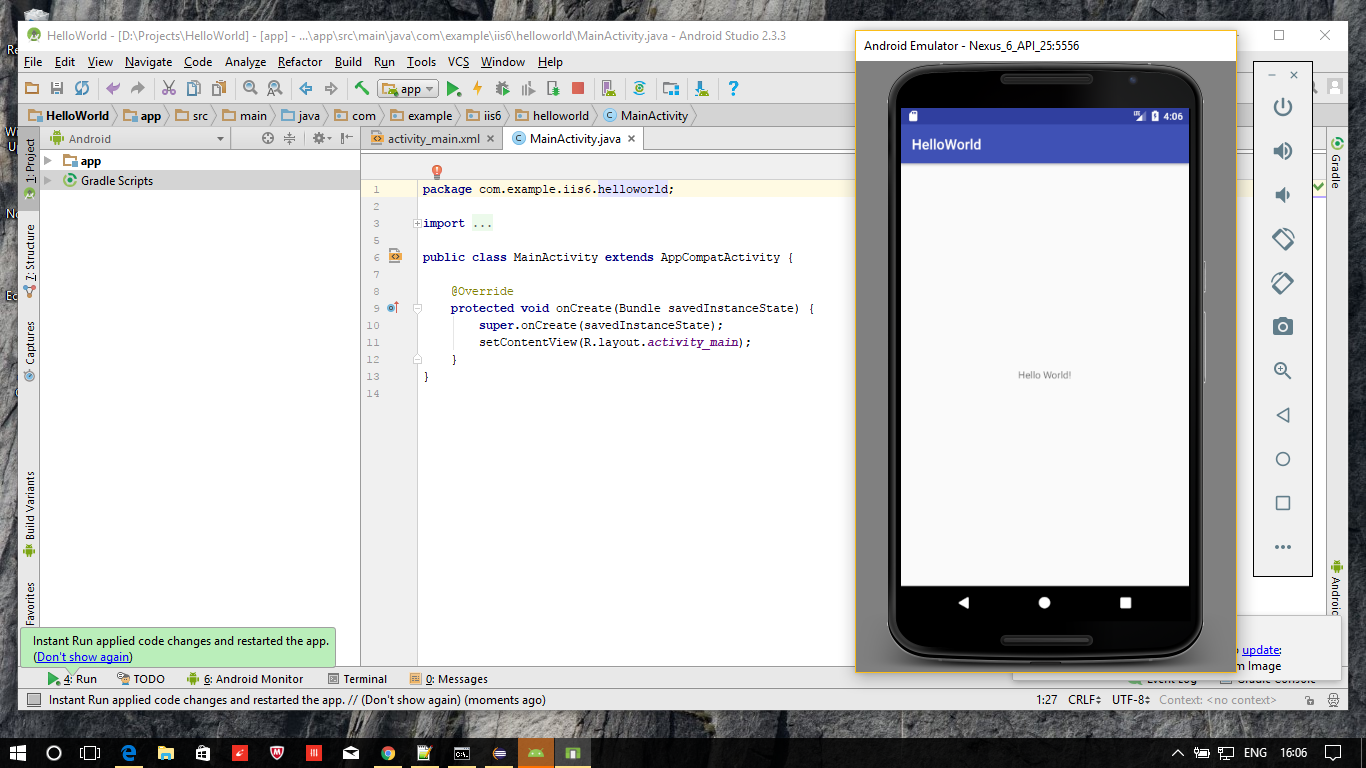 HelloWorld - [D:\Projects\HelloWorld] - [app] - ...\app\src\main\java\com\example\iis6\helloworld\MainActivity.java - Android Studio 2.3.3
File Edit View Navigate Code Analyze Refactor Build Run Tools VCS Window Help
app
HelloWorld app src main java com example iis6 helloworld MainActivity
Android
activity_main.xml
MainActivity.java
1: Project
7: Structure
Captures
Build Variants
Favorites
app
Gradle Scripts
1 package com.example.iis6.helloworld;
2
3 import ...
5
6 public class MainActivity extends AppCompatActivity {
7
8 @Override
9 protected void onCreate(Bundle savedInstanceState) {
10 super.onCreate(savedInstanceState);
11 setContentView(R.layout.activity_main);
12 }
13 }
14
Android Emulator - Nexus_6_API_25:5556
4:06
HelloWorld
Hello World!
Gradle
Android
update:
m Image
Instant Run applied code changes and restarted the app.
(Don't show again)
4: Run TODO 6: Android Monitor Terminal 0: Messages Event Log Gradle Console
Instant Run applied code changes and restarted the app. // (Don't show again) (moments ago)
1:27 CRLF UTF-8 Context: <no context>
ENG 16:06